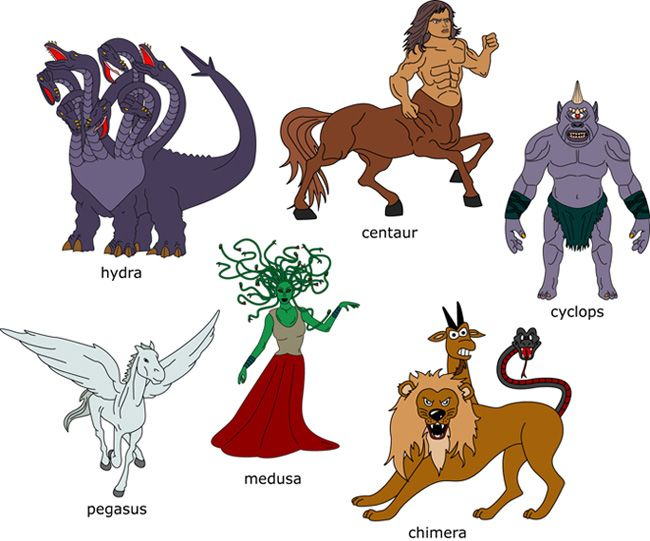 hydra
centaur
cyclops
pegasus
medusa
chimera